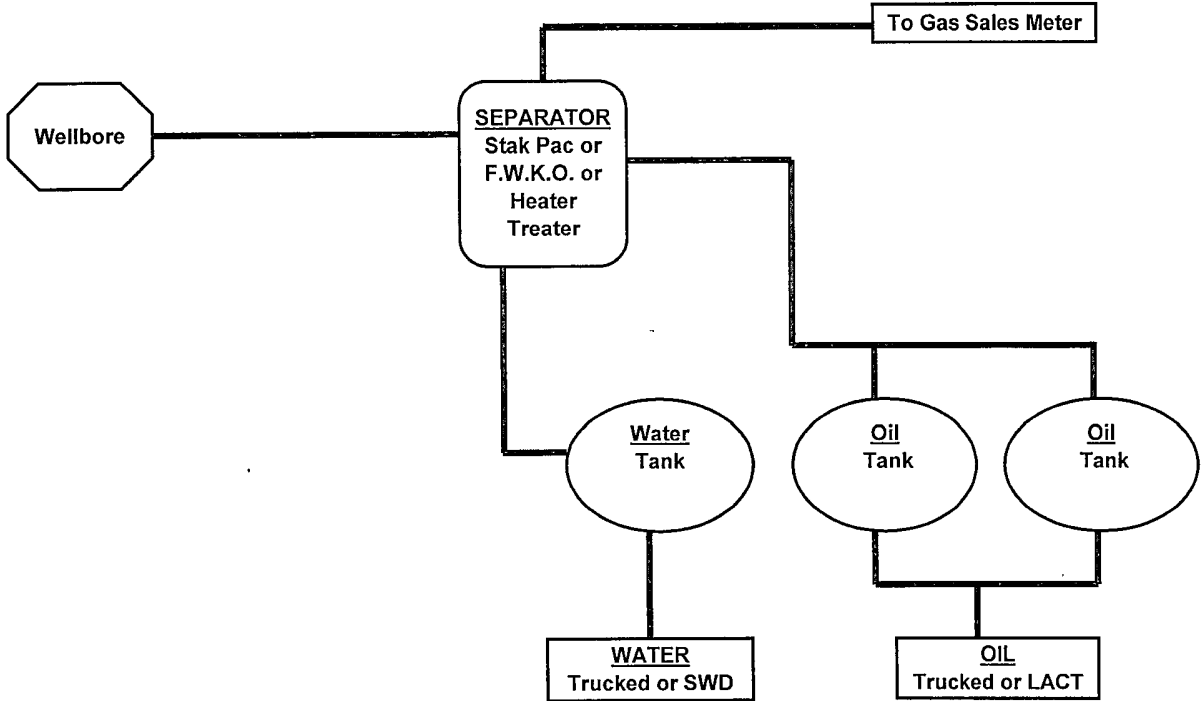 To Gas Sales Meter
Wellbore
SEPARATOR
Stak Pac or
F.W.K.O. or
Heater
Treater
Water
Tank
Oil
Tank
Oil
Tank
WATER
Trucked or SWD
OIL
Trucked or LACT